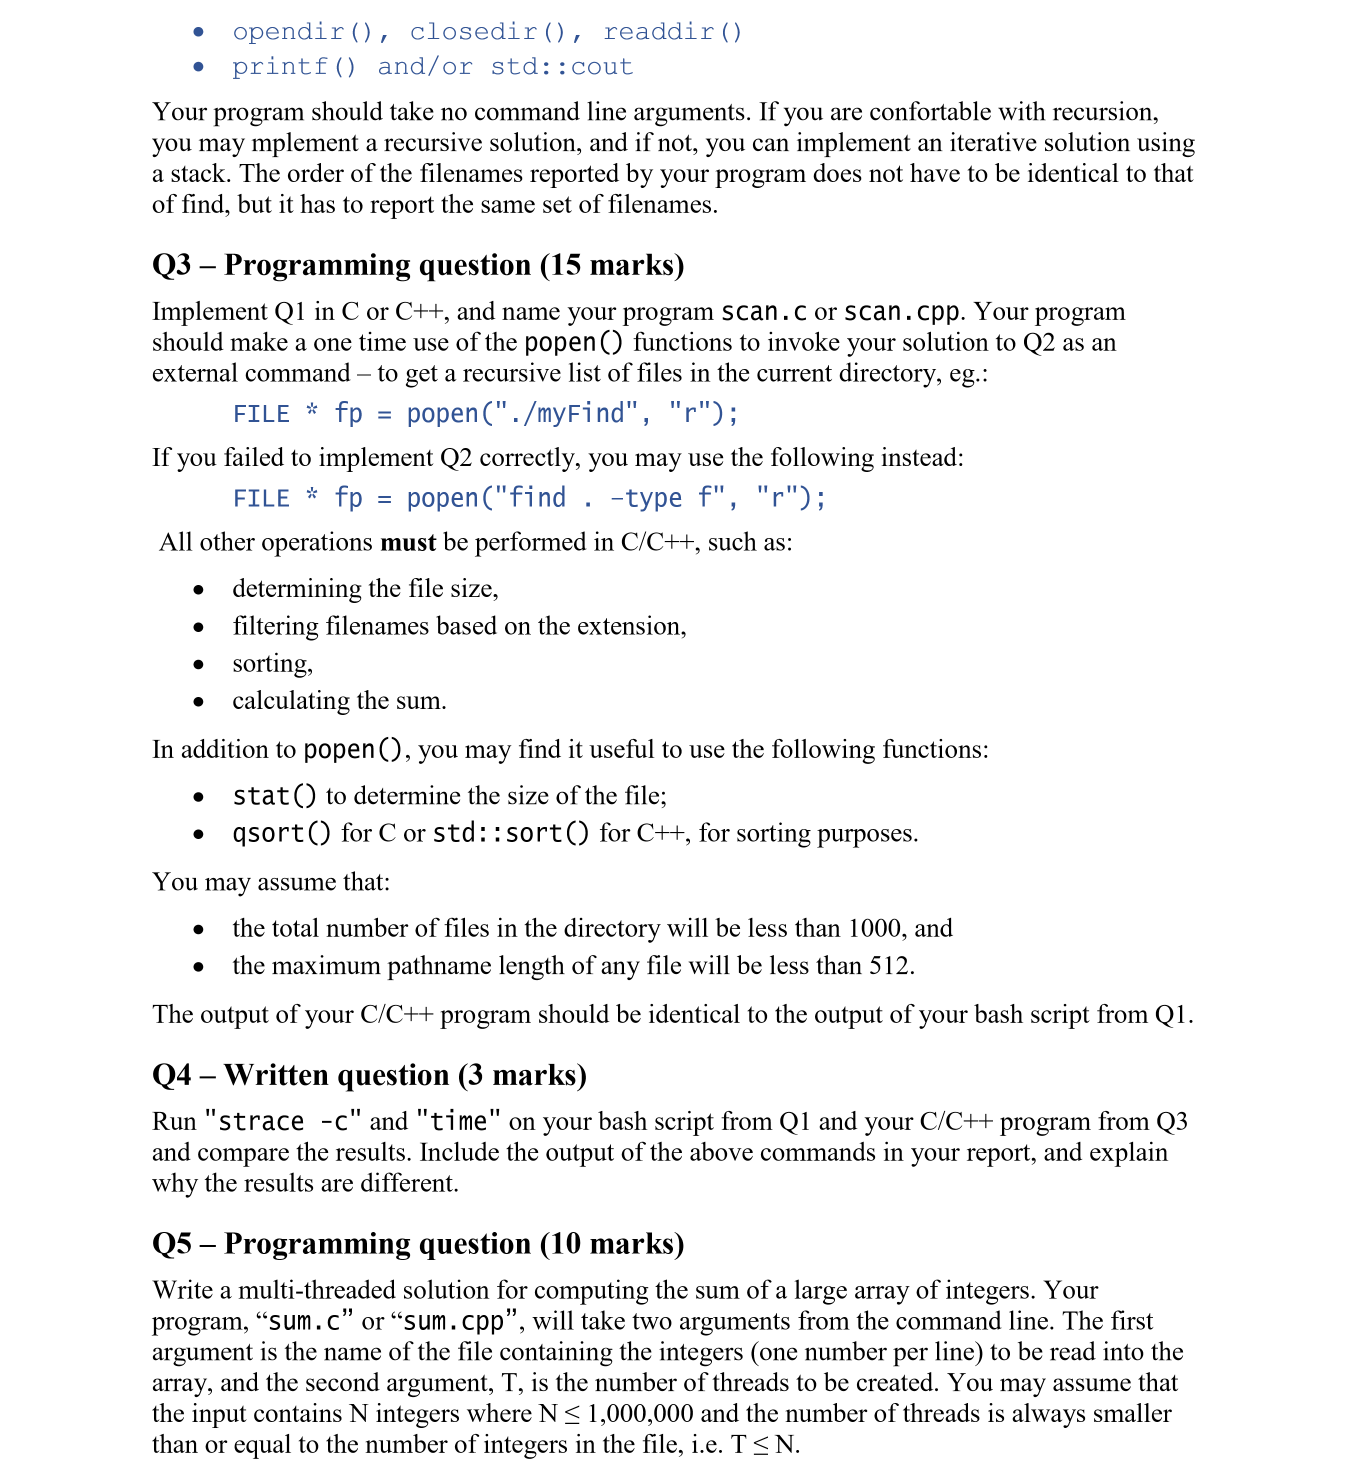 • opendir(), closedir(), readdir()
• printf() and/or std::cout
Your program should take no command line arguments. If you are confortable with recursion,
you may mplement a recursive solution, and if not, you can implement an iterative solution using
a stack. The order of the filenames reported by your program does not have to be identical to that
of find, but it has to report the same set of filenames.
Q3 – Programming question (15 marks)
Implement Q1 in C or C++, and name your program scan.c or scan.cpp. Your program
should make a one time use of the popen() functions to invoke your solution to Q2 as an
external command – to get a recursive list of files in the current directory, eg.:
FILE * fp = popen("./myFind", "r");
If you failed to implement Q2 correctly, you may use the following instead:
FILE * fp = popen("find . -type f", "r");
All other operations must be performed in C/C++, such as:
• determining the file size,
• filtering filenames based on the extension,
• sorting,
• calculating the sum.
In addition to popen(), you may find it useful to use the following functions:
• stat() to determine the size of the file;
• qsort() for C or std::sort() for C++, for sorting purposes.
You may assume that:
• the total number of files in the directory will be less than 1000, and
• the maximum pathname length of any file will be less than 512.
The output of your C/C++ program should be identical to the output of your bash script from Q1.
Q4 – Written question (3 marks)
Run "strace -c" and "time" on your bash script from Q1 and your C/C++ program from Q3
and compare the results. Include the output of the above commands in your report, and explain
why the results are different.
Q5 – Programming question (10 marks)
Write a multi-threaded solution for computing the sum of a large array of integers. Your
program, “sum.c” or “sum.cpp”, will take two arguments from the command line. The first
argument is the name of the file containing the integers (one number per line) to be read into the
array, and the second argument, T, is the number of threads to be created. You may assume that
the input contains N integers where N ≤ 1,000,000 and the number of threads is always smaller
than or equal to the number of integers in the file, i.e. T ≤ N.